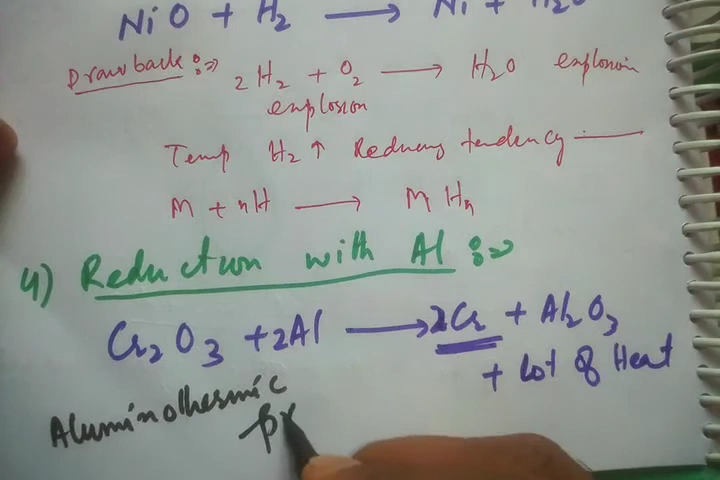 NiO + H2 ⟶ Ni + H2O
Drawback :⇒ 2H2 + O2 ⟶ H2O explosion
explosion
Temp H2 ↑ Reducing tendency —
M + nH ⟶ MHn
4) Reduction with Al :⇒
Cr2O3 + 2Al ⟶ 2Cr + Al2O3
+ lot of Heat
Aluminothermic
pr